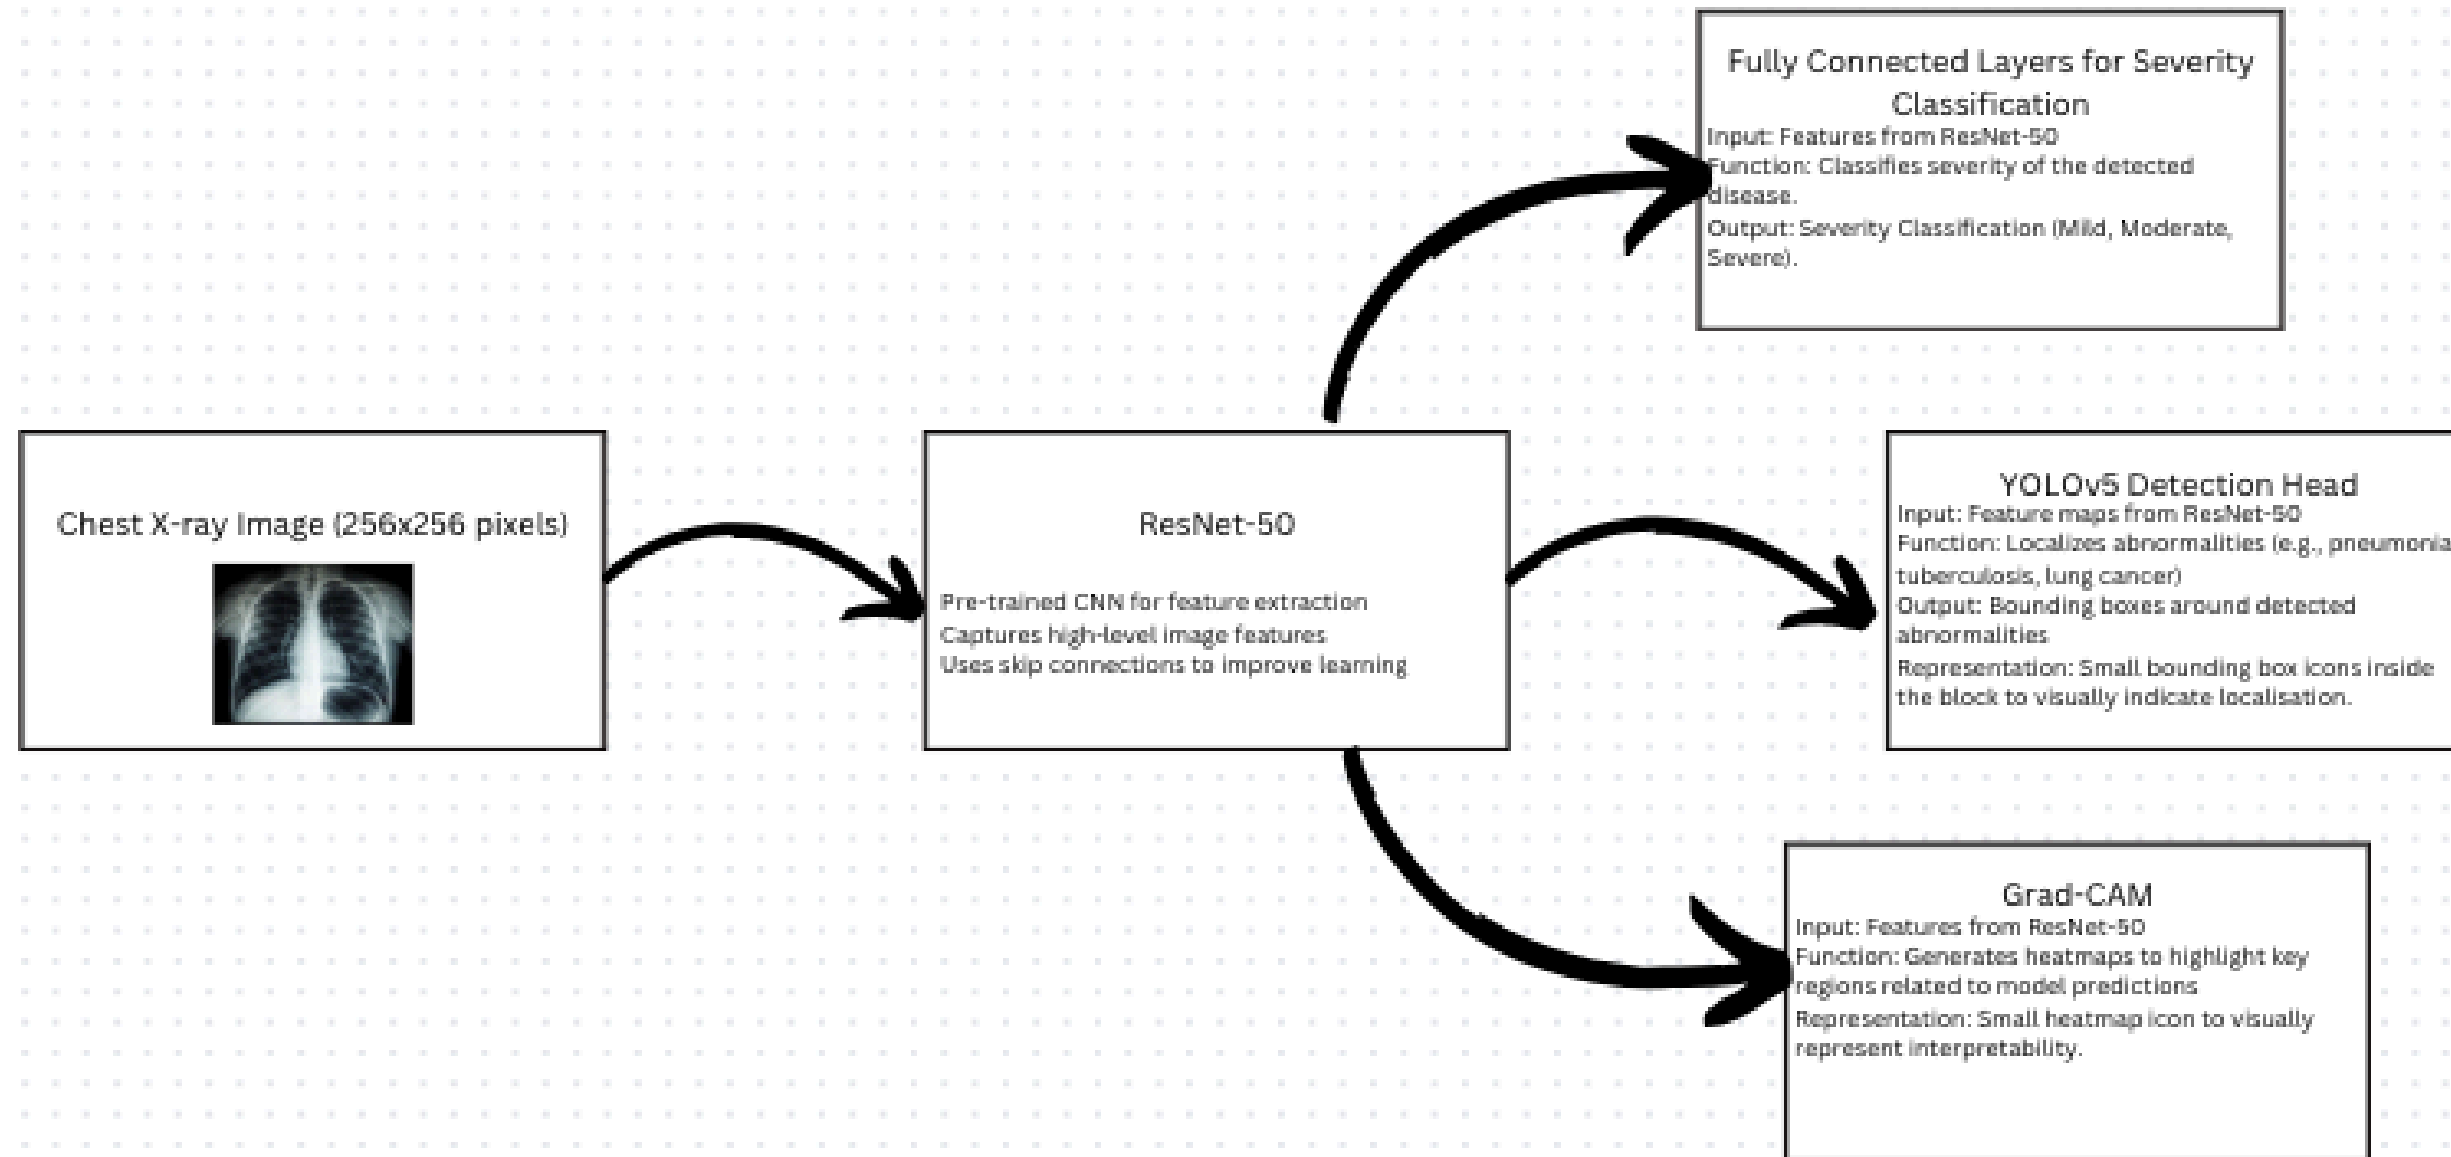 Fully Connected Layers for Severity
Classification
Input: Features from ResNet-50
Function: Classifies severity of the detected
disease.
Output: Severity Classification (Mild, Moderate,
Severe).
Chest X-ray Image (256x256 pixels)
ResNet-50
Pre-trained CNN for feature extraction
Captures high-level image features
Uses skip connections to improve learning
YOLOv5 Detection Head
Input: Feature maps from ResNet-50
Function: Localizes abnormalities (e.g., pneumonia
tuberculosis, lung cancer)
Output: Bounding boxes around detected
abnormalities
Representation: Small bounding box icons inside
the block to visually indicate localisation.
Grad-CAM
Input: Features from ResNet-50
Function: Generates heatmaps to highlight key
regions related to model predictions
Representation: Small heatmap icon to visually
represent interpretability.